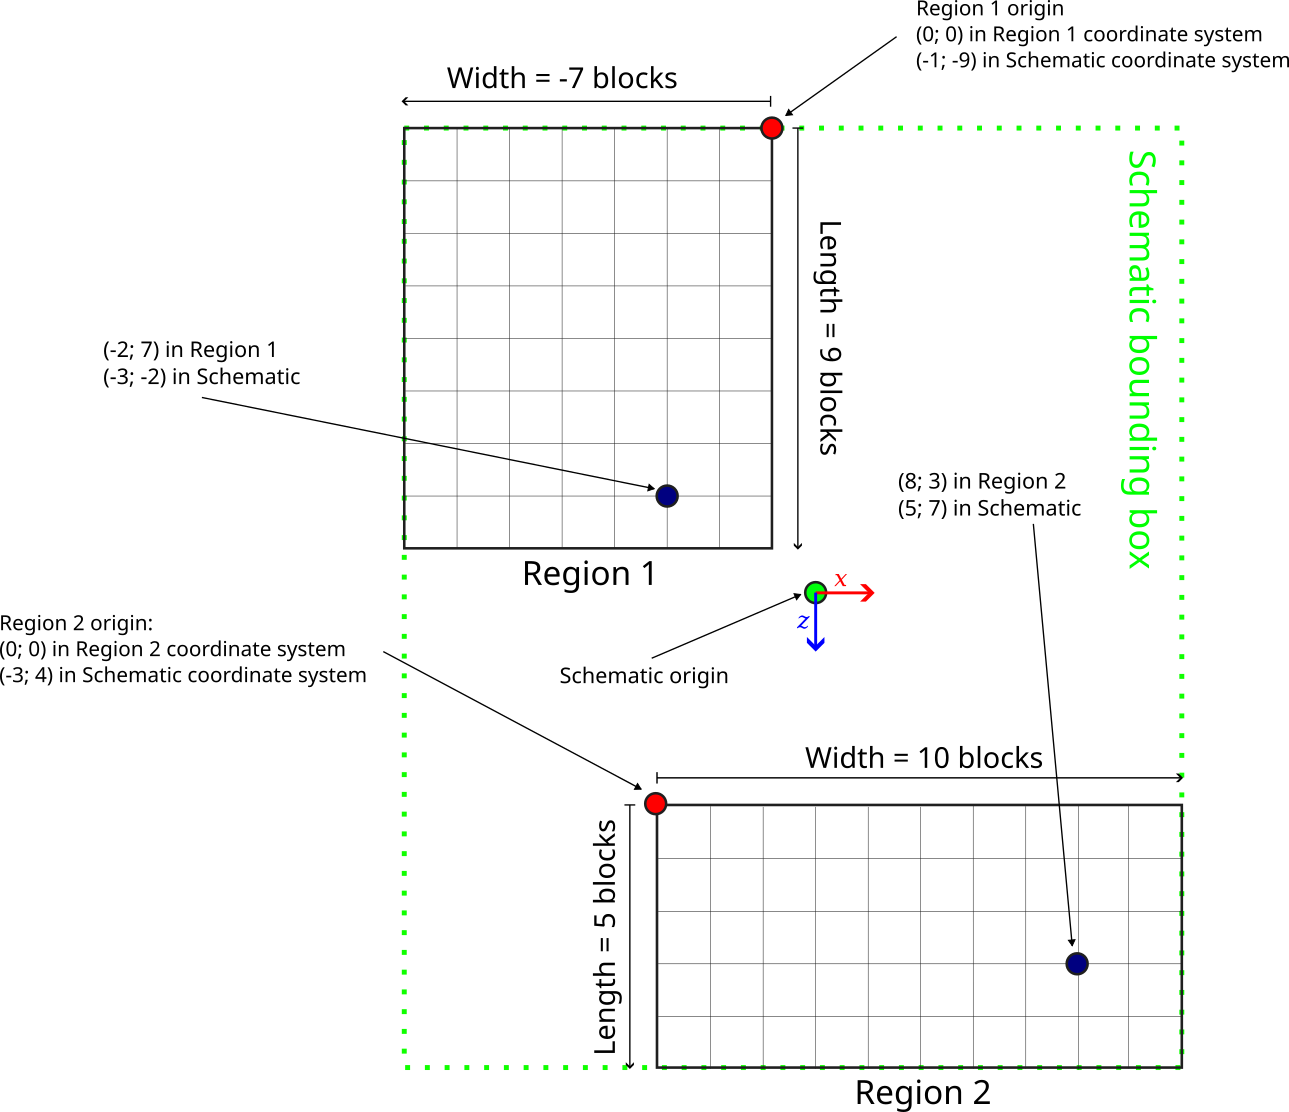 Region 1 origin
(0; 0) in Region 1 coordinate system
(-1; -9) in Schematic coordinate system
Width = -7 blocks
Schematic bounding box
Length = 9 blocks
(-2; 7) in Region 1
(-3; -2) in Schematic
(8; 3) in Region 2
(5; 7) in Schematic
Region 1
x
z
Region 2 origin:
(0; 0) in Region 2 coordinate system
(-3; 4) in Schematic coordinate system
Schematic origin
Width = 10 blocks
Length = 5 blocks
Region 2